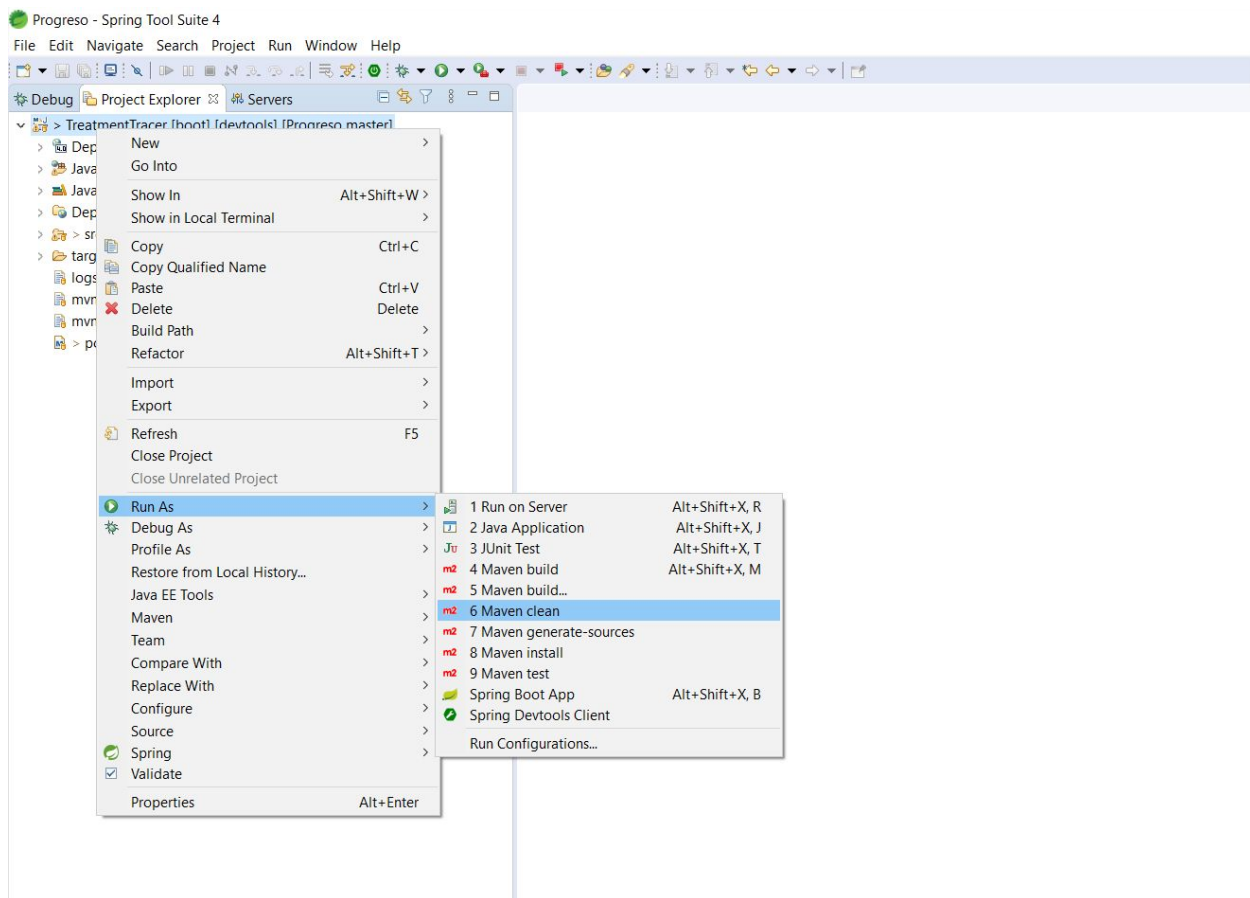 Progreso - Spring Tool Suite 4
File Edit Navigate Search Project Run Window Help
Debug Project Explorer Servers
> TreatmentTracer [boot] [devtools] [Progreso master]
Dep
Java
Java
Dep
> sr
targ
logs
mvn
mvn
> po
New
Go Into
Show In Alt+Shift+W >
Show in Local Terminal
Copy Ctrl+C
Copy Qualified Name
Paste Ctrl+V
Delete Delete
Build Path
Refactor Alt+Shift+T >
Import
Export
Refresh F5
Close Project
Close Unrelated Project
Run As
Debug As
Profile As
Restore from Local History...
Java EE Tools
Maven
Team
Compare With
Replace With
Configure
Source
Spring
Validate
Properties Alt+Enter
1 Run on Server Alt+Shift+X, R
2 Java Application Alt+Shift+X, J
3 JUnit Test Alt+Shift+X, T
m2 4 Maven build Alt+Shift+X, M
m2 5 Maven build...
m2 6 Maven clean
m2 7 Maven generate-sources
m2 8 Maven install
m2 9 Maven test
Spring Boot App Alt+Shift+X, B
Spring Devtools Client
Run Configurations...